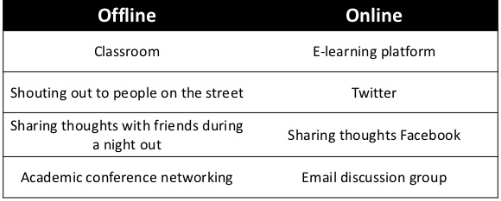 Offline Online
Classroom E-learning platform
Shouting out to people on the street Twitter
Sharing thoughts with friends during
a night out Sharing thoughts Facebook
Academic conference networking Email discussion group